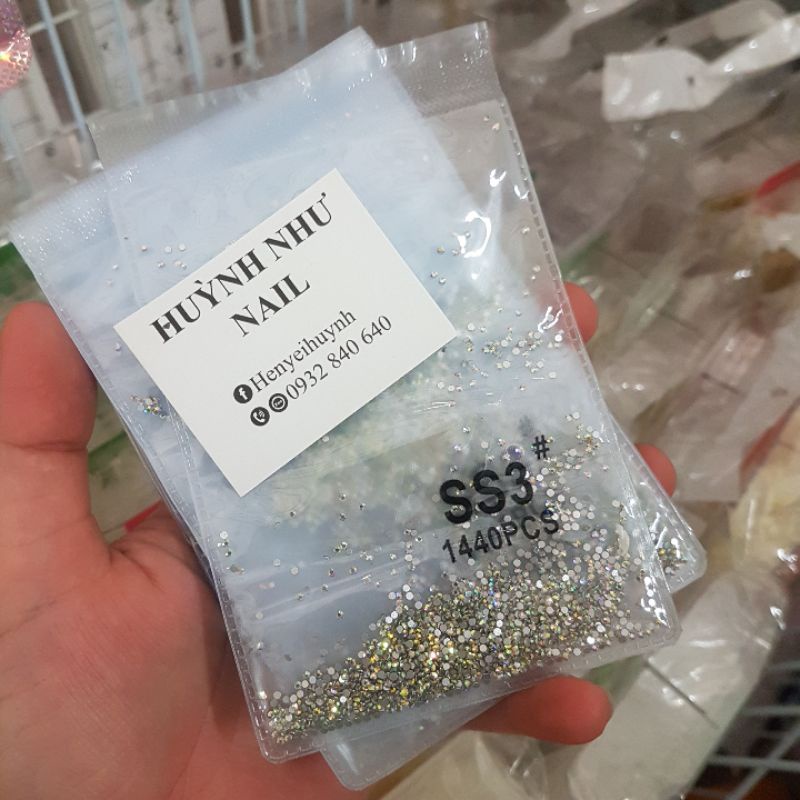 HUỲNH NHƯ
NAIL
Henyeihuynh
0932 840 640
SS3#
1440PCS